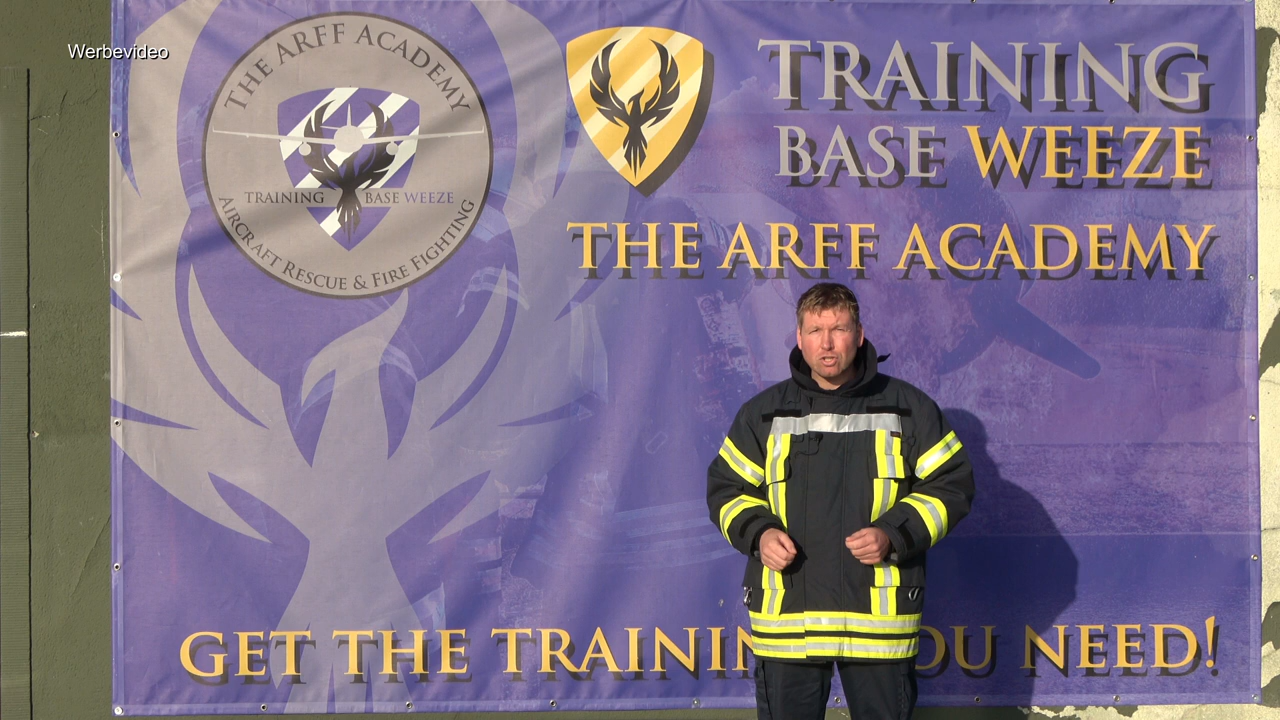 Werbevideo
THE ARFF ACADEMY
TRAINING BASE WEEZE
AIRCRAFT RESCUE & FIRE FIGHTING
TRAINING
BASE WEEZE
THE ARFF ACADEMY
GET THE TRAININ OU NEED!